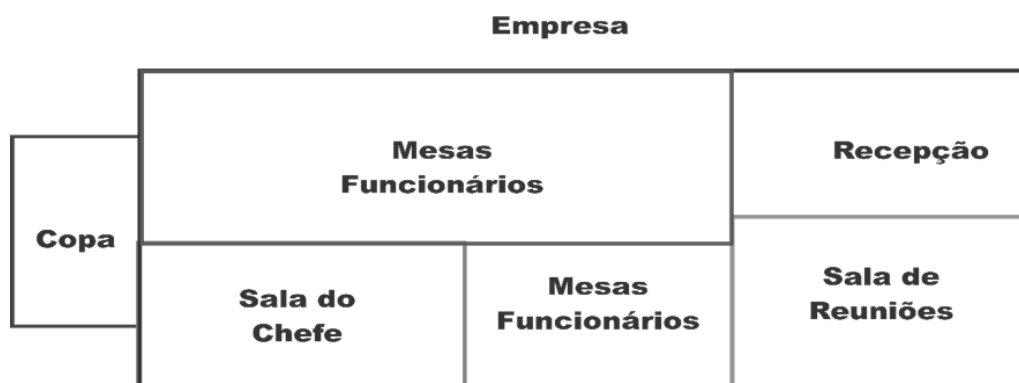 Empresa
Mesas
Funcionários
Recepção
Copa
Sala do
Chefe
Mesas
Funcionários
Sala de
Reuniões